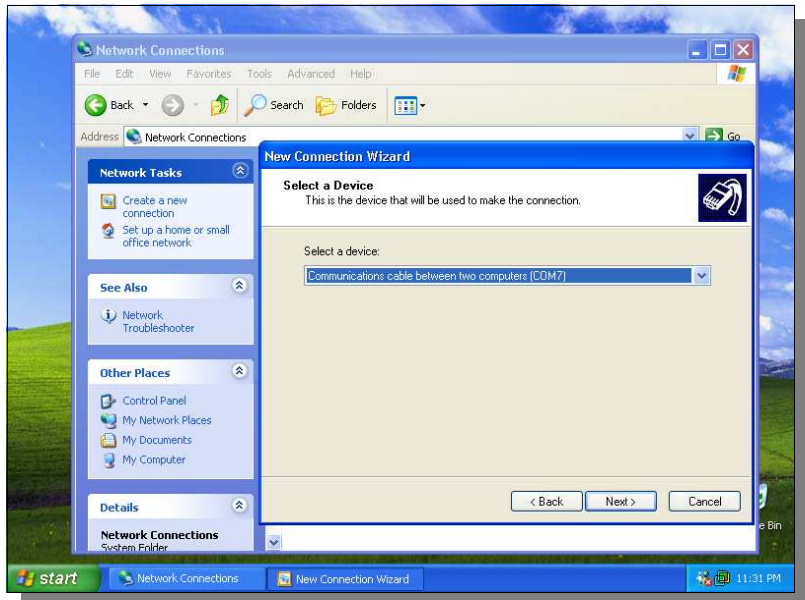 Network Connections
File Edit View Favorites Tools Advanced Help
Back Search Folders
Address Network Connections Go
Network Tasks
Create a new
connection
Set up a home or small
office network
See Also
Network
Troubleshooter
Other Places
Control Panel
My Network Places
My Documents
My Computer
Details
Network Connections
System Folder
New Connection Wizard
Select a Device
This is the device that will be used to make the connection.
Select a device:
Communications cable between two computers (COM7)
< Back Next > Cancel
e Bin
start Network Connections New Connection Wizard 11:31 PM